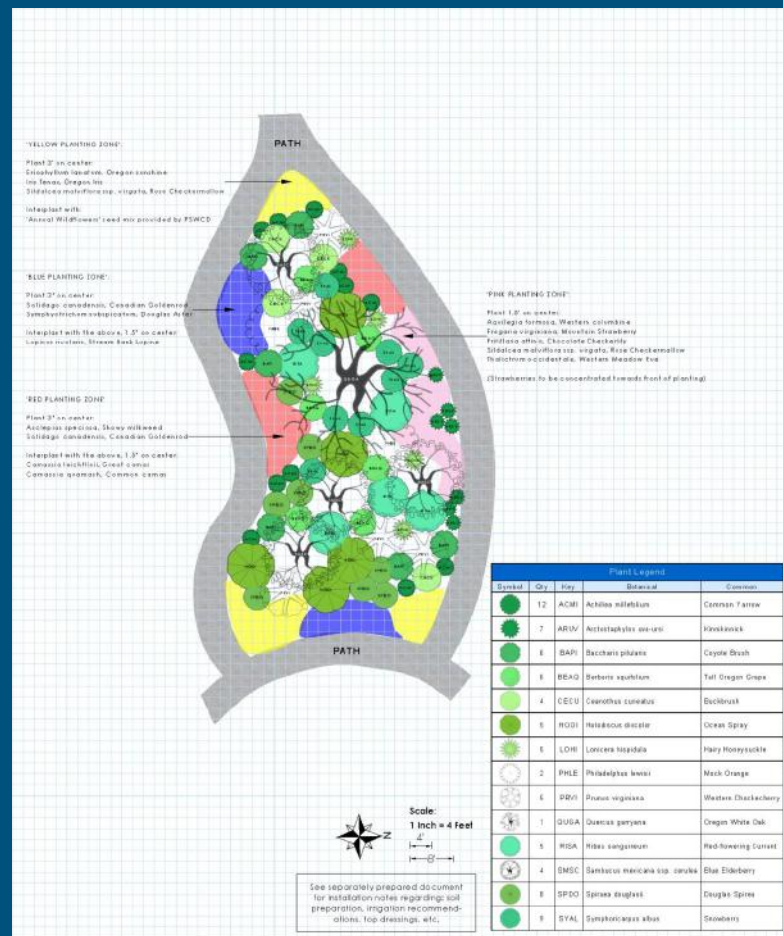 PATH
'YELLOW PLANTING ZONE':
Plant 3' on center:
Eriophyllum lanatum, Oregon sunshine
Iris Tenax, Oregon Iris
Sildalcea malviflora ssp. virgata, Rose Checkermallow
Interplant with:
'Annual Wildflowers' seed mix provided by PSWCD
'BLUE PLANTING ZONE':
Plant 3' on center:
Solidago canadensis, Canadian Goldenrod
Symphyotrichum subspicatum, Douglas Aster
Interplant with the above, 1.5' on center:
Lupinus rivularis, Stream Bank Lupine
'RED PLANTING ZONE'
Plant 3' on center:
Asclepias speciosa, Showy milkweed
Solidago canadensis, Canadian Goldenrod
Interplant with the above, 1.5' on center:
Camassia leichtlinii, Great camas
Camassia quamash, Common camas
'PINK PLANTING ZONE':
Plant 1.5' on center:
Aquilegia formosa, Western columbine
Fragaria virginiana, Mountain Strawberry
Fritillaria affinis, Chocolate Checkerlily
Sildalcea malviflora ssp. virgata, Rose Checkermallow
Thalictrum occidentale, Western Meadow Rue
(Strawberries to be concentrated towards front of planting)
PATH
Plant Legend
Symbol Qty Key Botanical Common
12 ACMI Achillea millefolium Common Yarrow
7 ARUV Arctostaphylos uva-ursi Kinnikinnick
6 BAPI Baccharis pilularis Coyote Brush
BEAQ Berberis aquifolium Tall Oregon Grape
4 CECU Ceanothus cuneatus Buckbrush
5 HODI Holodiscus discolor Ocean Spray
5 LOHI Lonicera hispidula Hairy Honeysuckle
2 PHLE Philadelphus lewisii Mock Orange
PRVI Prunus virginiana Western Chockecherry
1 QUGA Quercus garryana Oregon White Oak
5 RISA Ribes sanguineum Red-flowering Currant
4 SMSC Sambucus mexicana ssp. cerulea Blue Elderberry
8 SPDO Spiraea douglasii Douglas Spirea
9 SYAL Symphoricarpus albus Snowberry
N
Scale:
1 Inch = 4 Feet
4'
8'
See separately prepared document
for installation notes regarding: soil
preparation, irrigation recommend-
ations, top dressings, etc.